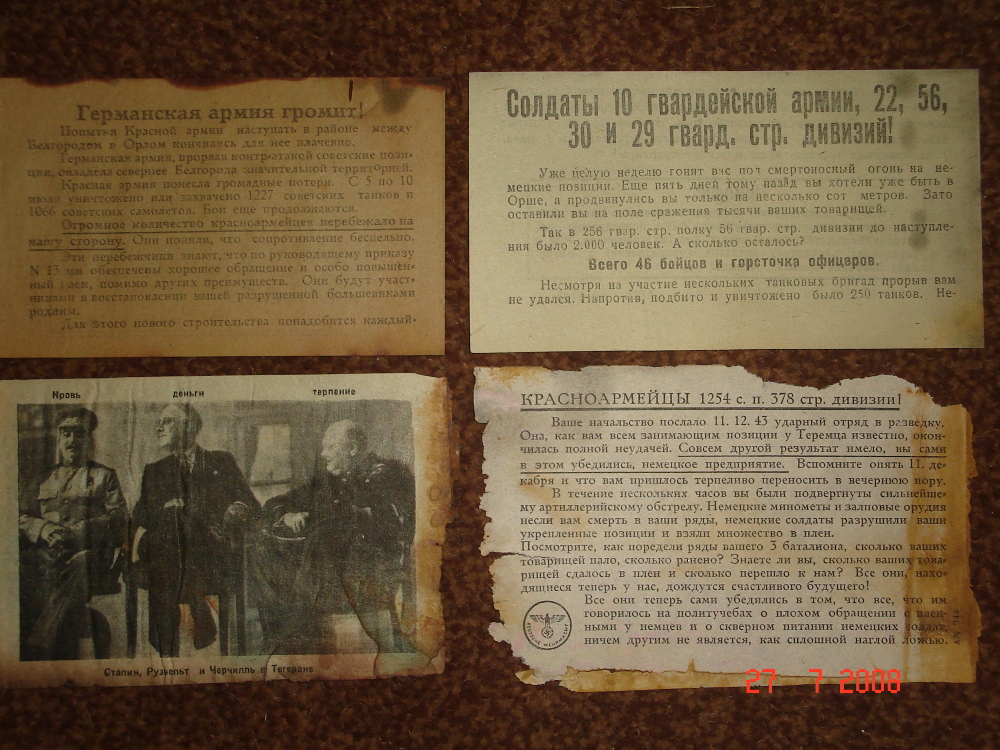 Германская армия громит!
Попытки Красной армии наступать в районе между
Белгородом и Орлом кончились для нее плачевно.
Германская армия, прорвав контратакой советские пози-
ции, овладела севернее Белгорода значительной территорией.
Красная армия понесла громадные потери. С 5 по 10
июля уничтожено или захвачено 1227 советских танков и
1066 советских самолетов. Бои еще продолжаются.
Огромное количество красноармейцев перебежало на
нашу сторону. Они поняли, что сопротивление бесцельно.
Эти перебежчики знают, что по руководящему приказу
N 13 им обеспечены хорошее обращение и особо повышен-
ный паек, помимо других преимуществ. Они будут участ-
никами в восстановлении вашей разрушенной большевиками
родины.
Для этого нового строительства понадобится каждый-
Солдаты 10 гвардейской армии, 22, 56,
30 и 29 гвард. стр. дивизий!
Уже целую неделю гонят вас под смертоносный огонь на не-
мецкие позиции. Еще пять дней тому назад вы хотели уже быть в
Орше, а продвинулись вы только на несколько сот метров. Зато
оставили вы на поле сражения тысячи ваших товарищей.
Так в 256 гвар. стр. полку 56 гвар. стр. дивизии до наступле-
ния было 2.000 человек. А сколько осталось?
Всего 46 бойцов и горсточка офицеров.
Несмотря на участие нескольких танковых бригад прорыв вам
не удался. Напротив, подбито и уничтожено было 250 танков. Не-
Кровь деньги терпение
Сталин, Рузвельт и Черчилль в Тегеране
КРАСНОАРМЕЙЦЫ 1254 с. п. 378 стр. дивизии!
Ваше начальство послало 11. 12. 43 ударный отряд в разведку.
Она, как вам всем занимающим позиции у Теремца известно, окон-
чилась полной неудачей. Совсем другой результат имело, вы сами
в этом убедились, немецкое предприятие. Вспомните опять 11. де-
кабря и что вам пришлось терпеливо переносить в вечернюю пору.
В течение нескольких часов вы были подвергнуты сильнейше-
му артиллерийскому обстрелу. Немецкие минометы и залповые орудия
несли вам смерть в ваши ряды, немецкие солдаты разрушили ваши
укрепленные позиции и взяли множество в плен.
Посмотрите, как поредели ряды вашего 3 баталиона, сколько ваших
товарищей пало, сколько ранено? Знаете ли вы, сколько ваших това-
рищей сдалось в плен и сколько перешло к нам? Все они, нахо-
дящиеся теперь у нас, дождутся счастливого будущего!
Все они теперь сами убедились в том, что все, что им
говорилось на политучебах о плохом обращении с плен-
ными у немцев и о скверном питании немецких солдат,
ничем другим не является, как сплошной наглой ложью.
27 7 2008